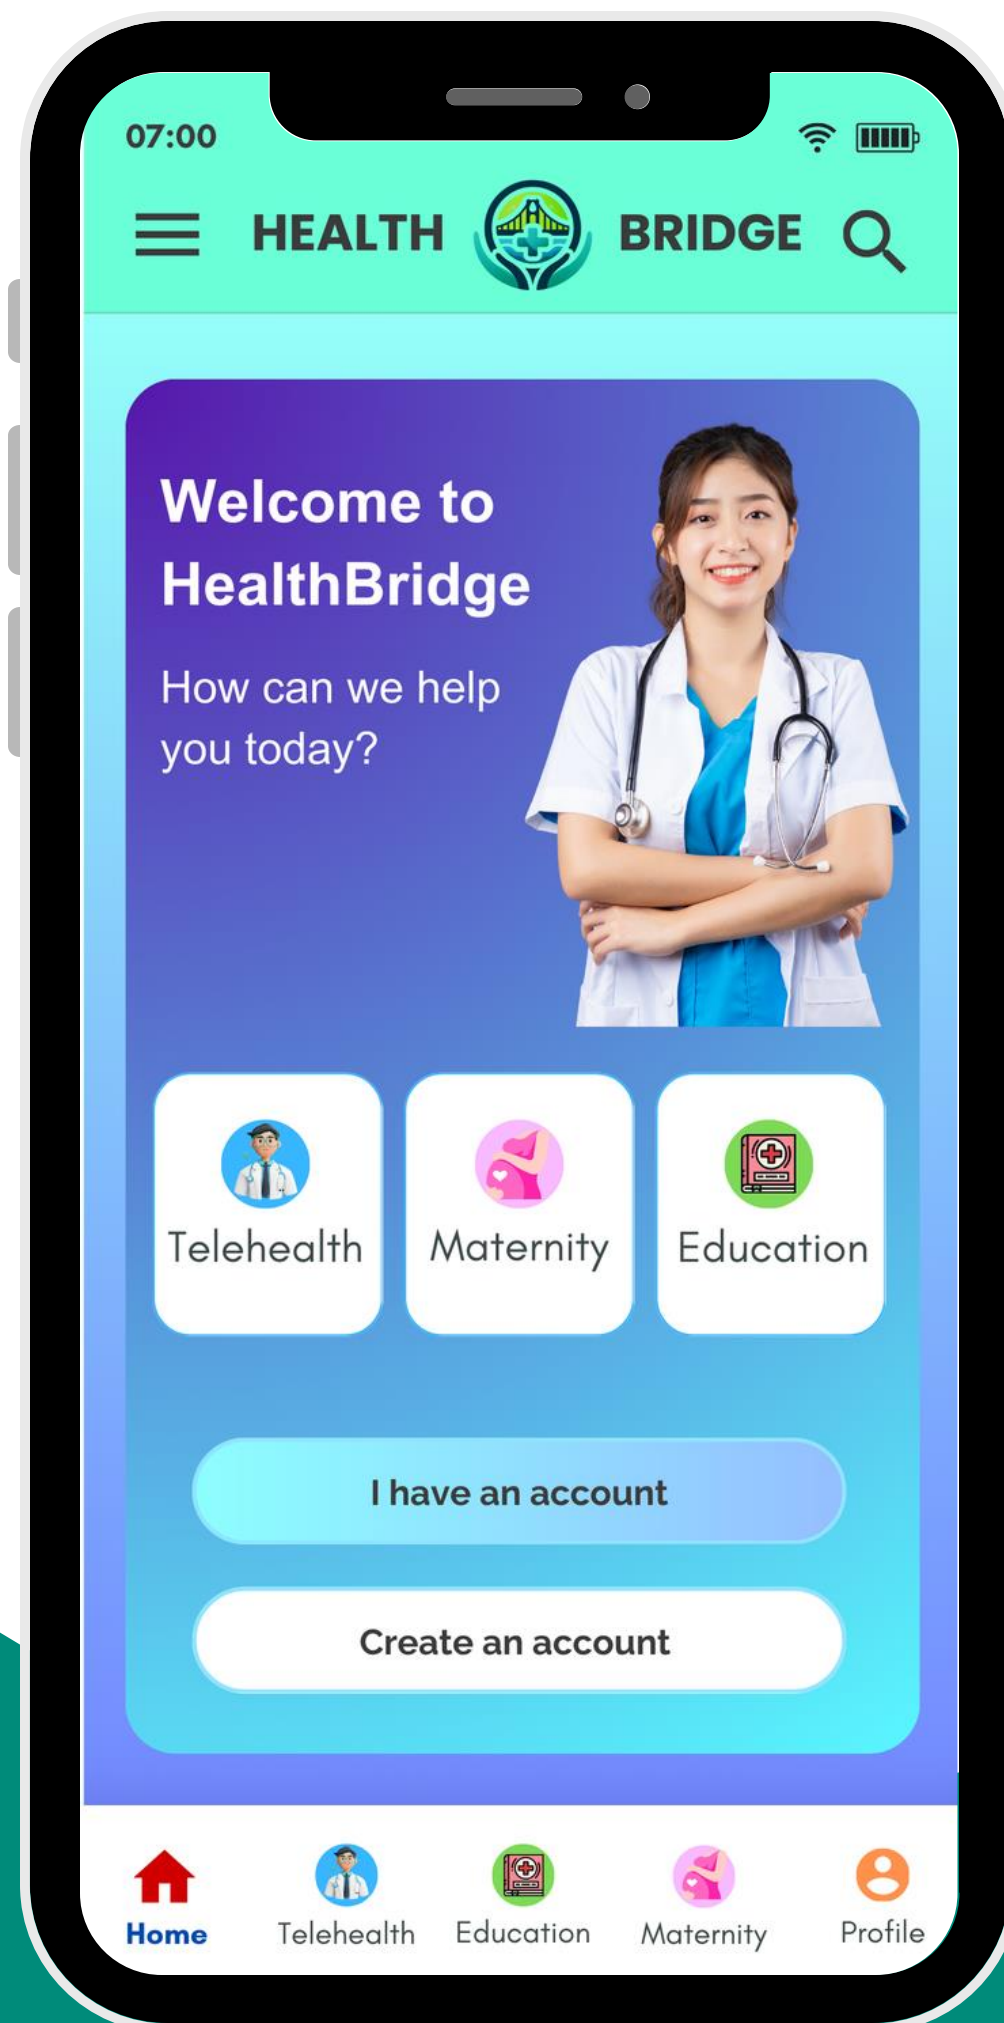 07:00
HEALTH BRIDGE
Welcome to
HealthBridge
How can we help
you today?
Telehealth Maternity Education
I have an account
Create an account
Home Telehealth Education Maternity Profile